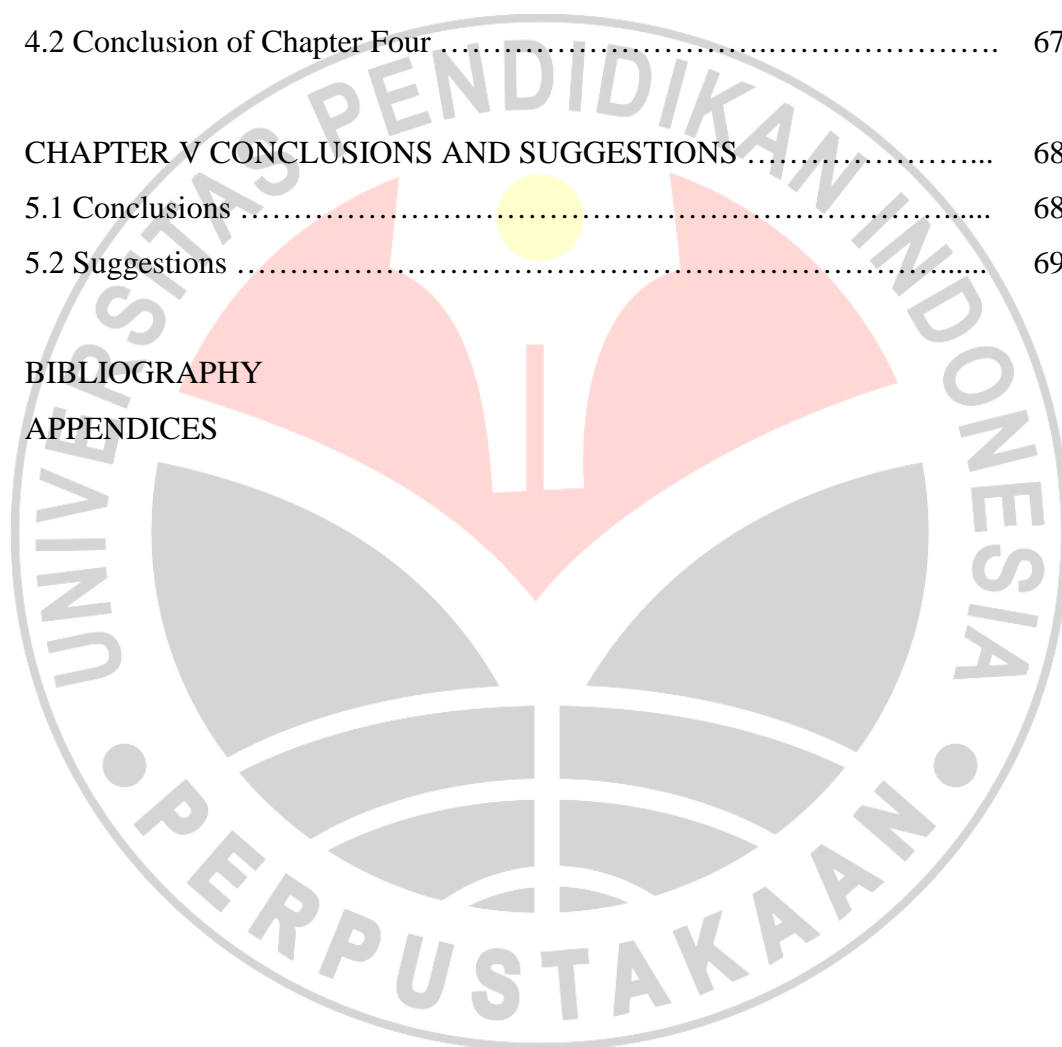 4.2 Conclusion of Chapter Four ………………………….…………………. 67
CHAPTER V CONCLUSIONS AND SUGGESTIONS …………………... 68
5.1 Conclusions ……………………………………………………………...... 68
5.2 Suggestions ……………………………………………………………...... 69
BIBLIOGRAPHY
APPENDICES
UNIVERSITAS PENDIDIKAN INDONESIA
PERPUSTAKAAN